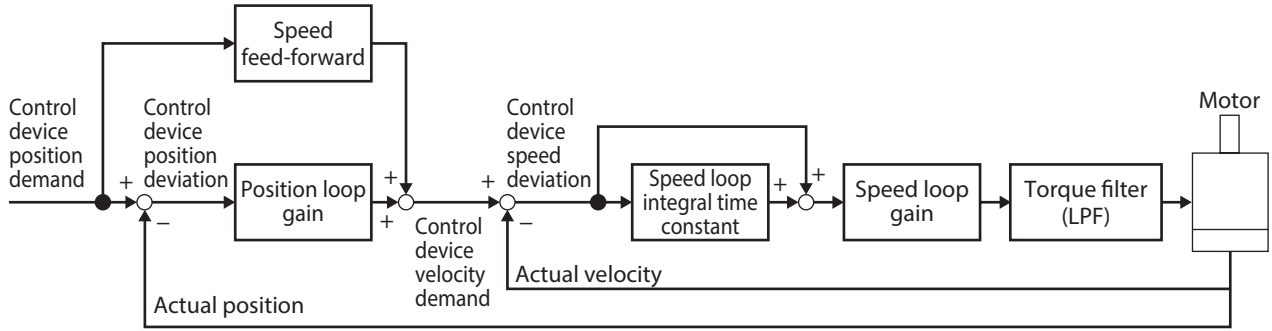 Speed
feed-forward
Control
device
position
demand
+
Control
device
position
deviation
−
Position loop
gain
+
+
Control
device
velocity
demand
+
Control
device
speed
deviation
−
Speed loop
integral time
constant
+
+
Speed loop
gain
Torque filter
(LPF)
Motor
Actual velocity
Actual position